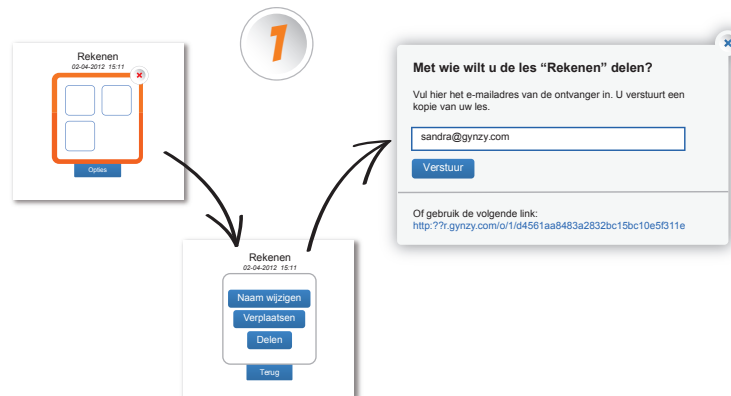 1
Rekenen
02-04-2012 15:11
Opties
Rekenen
02-04-2012 15:11
Naam wijzigen
Verplaatsen
Delen
Terug
Met wie wilt u de les “Rekenen” delen?
Vul hier het e-mailadres van de ontvanger in. U verstuurt een
kopie van uw les.
sandra@gynzy.com
Verstuur
Of gebruik de volgende link:
http:??r.gynzy.com/o/1/d4561aa8483a2832bc15bc10e5f311e